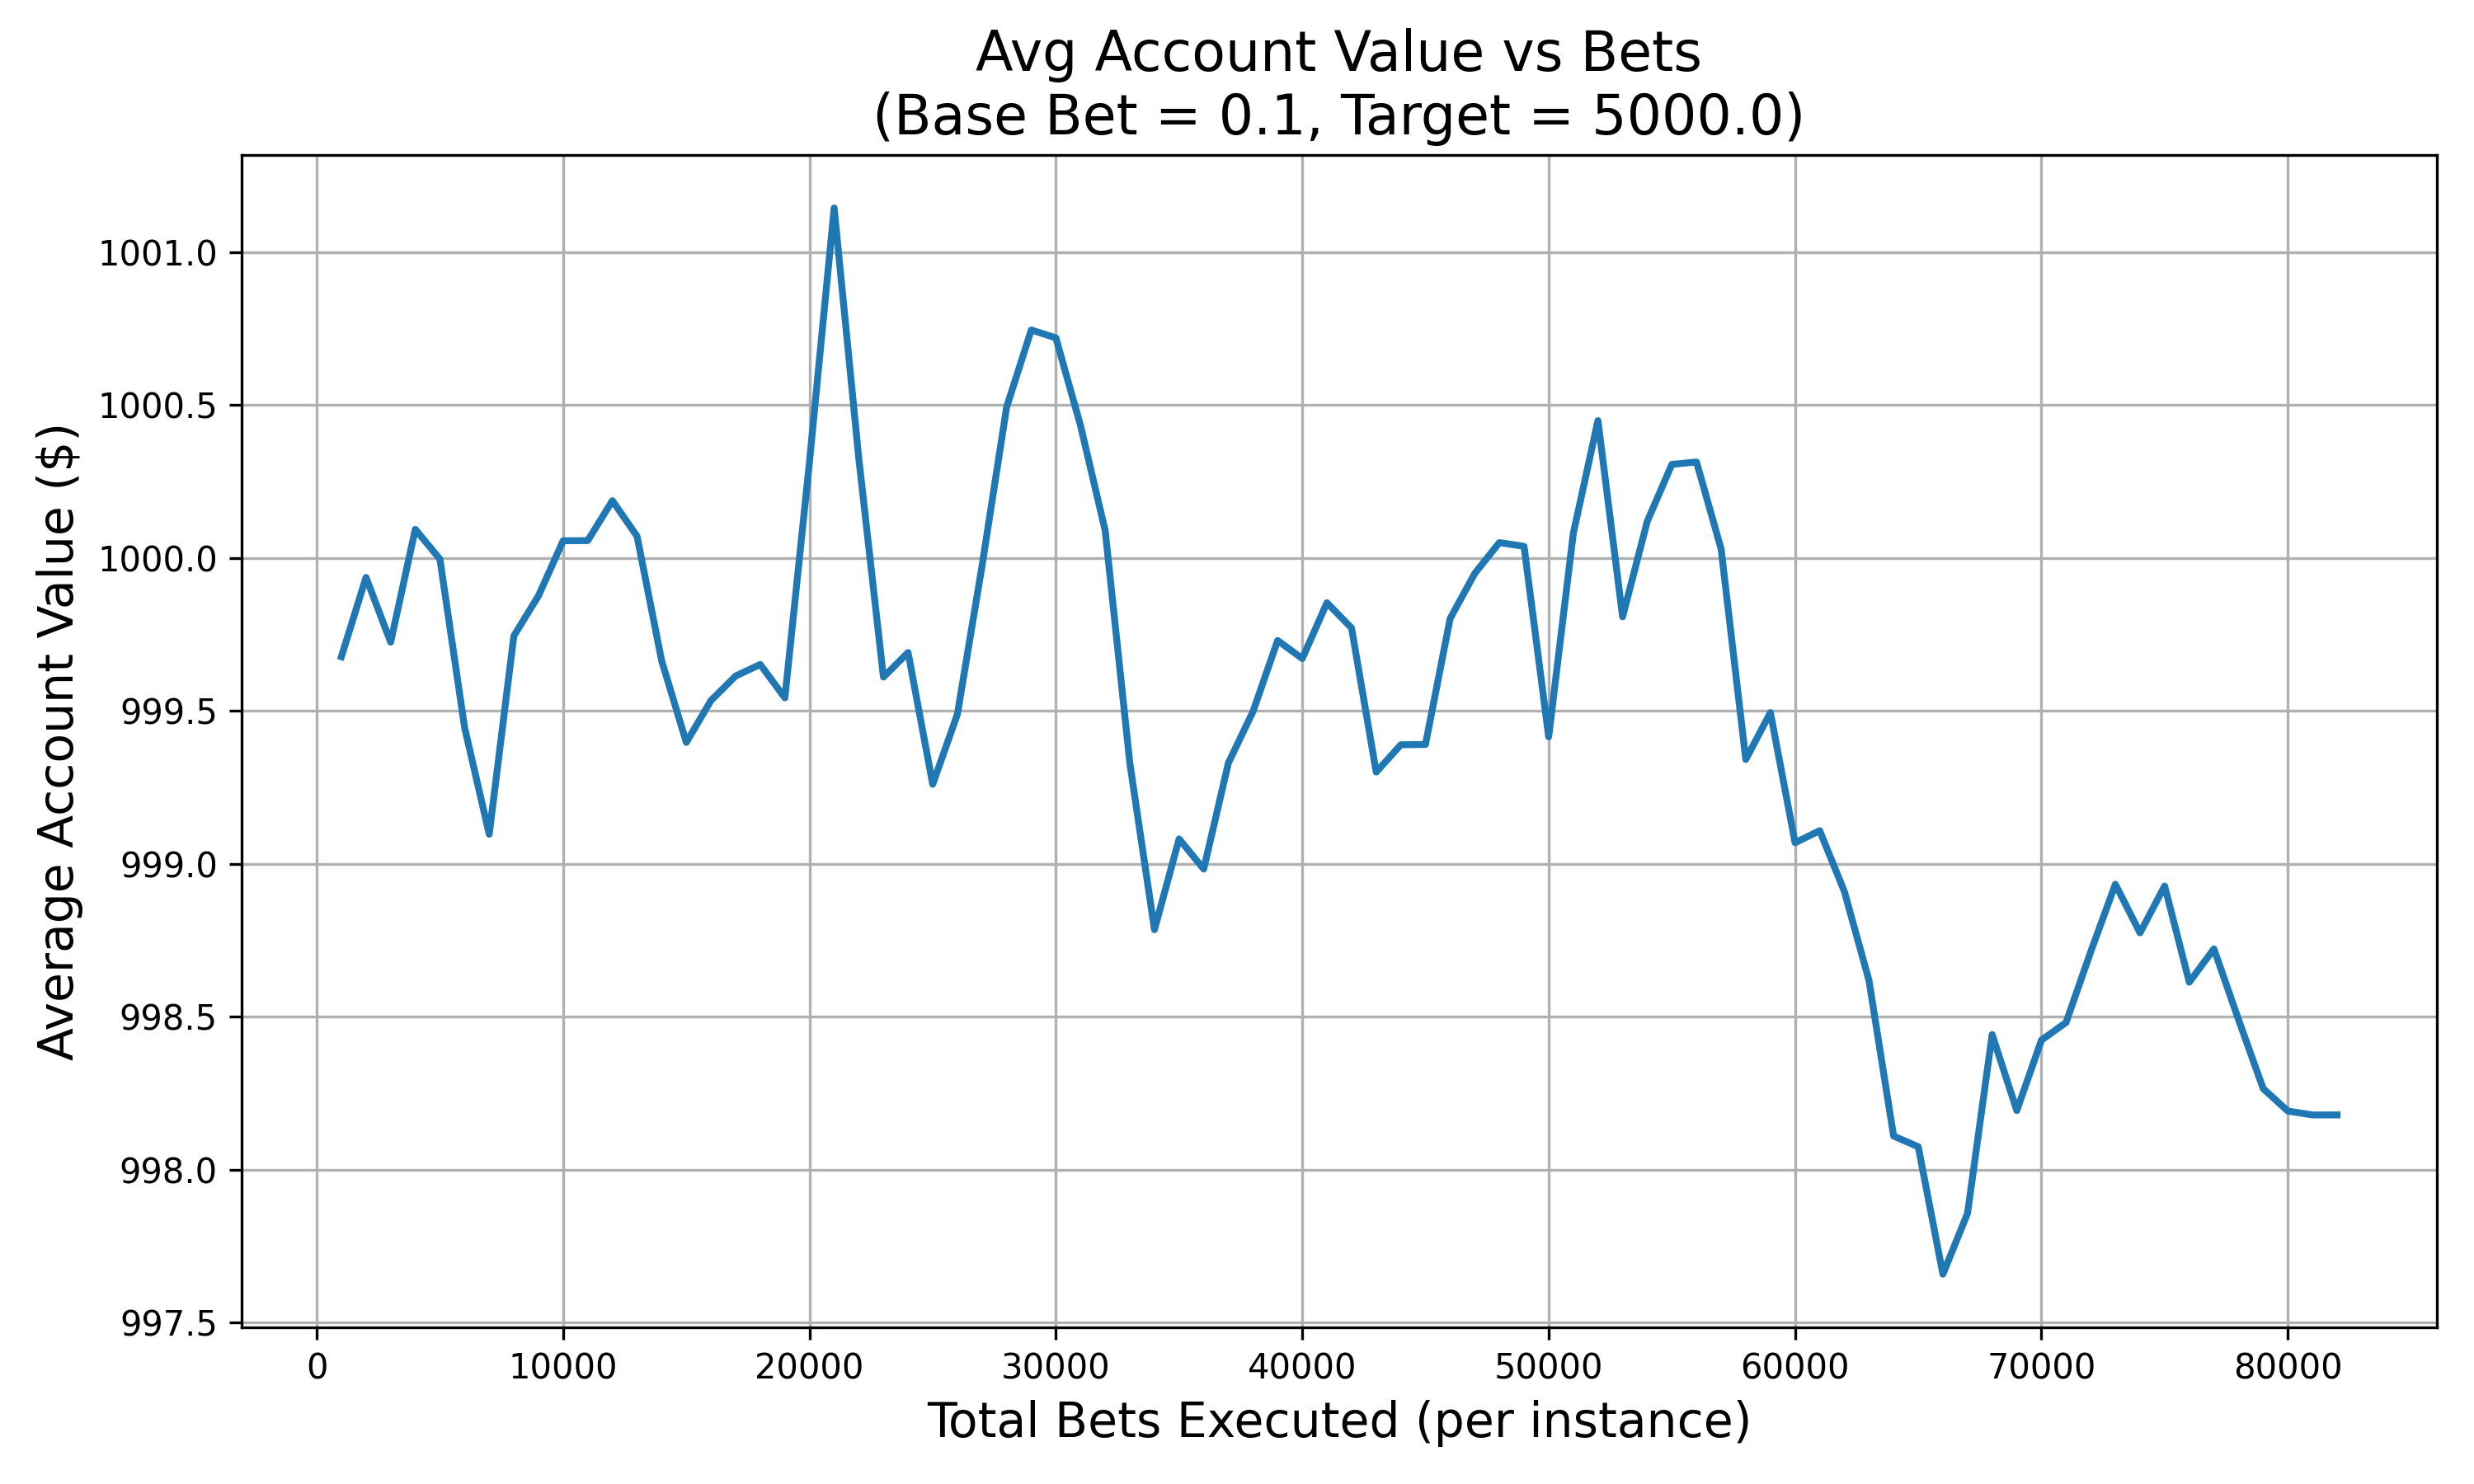 Avg Account Value vs Bets
(Base Bet = 0.1, Target = 5000.0)
Average Account Value ($)
1001.0
1000.5
1000.0
999.5
999.0
998.5
998.0
997.5
0 10000 20000 30000 40000 50000 60000 70000 80000
Total Bets Executed (per instance)